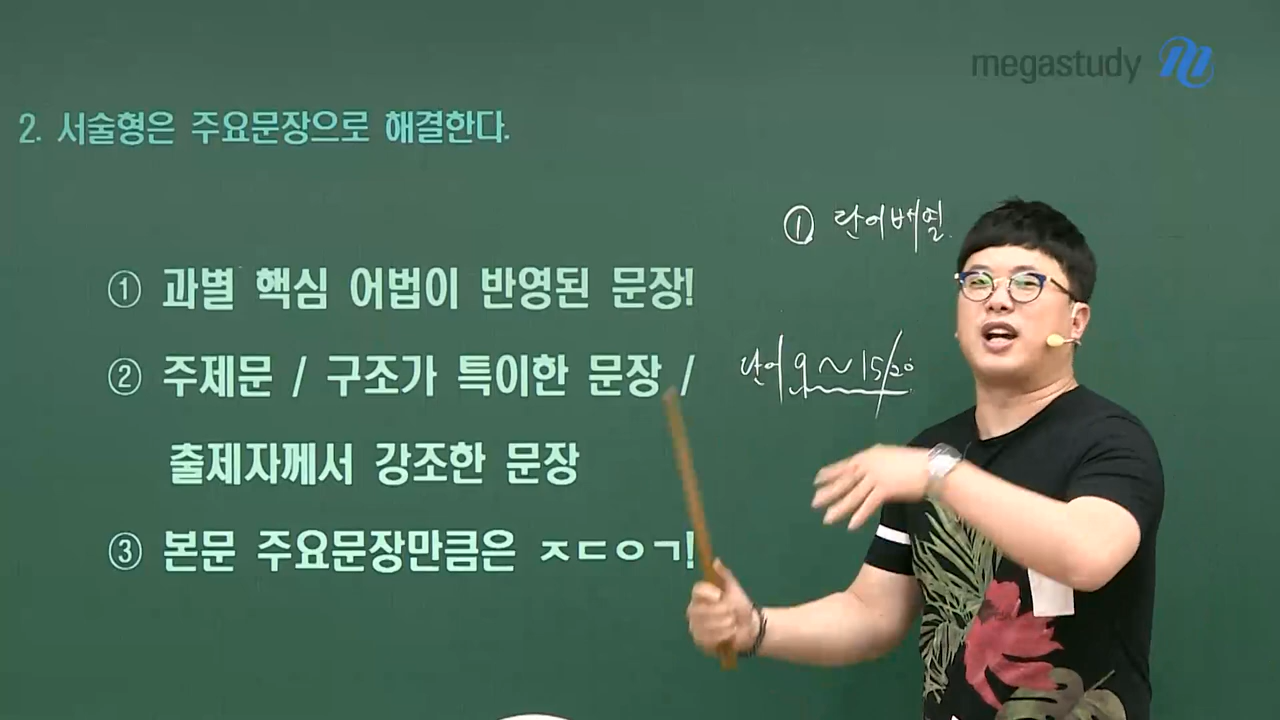 megastudy
2. 서술형은 주요문장으로 해결한다.
① 과별 핵심 어법이 반영된 문장!
② 주제문 / 구조가 특이한 문장 /
출제자께서 강조한 문장
③ 본문 주요문장만큼은 ㅈㄷㅇㄱ!
① 단어배열.
단어 9~15/20